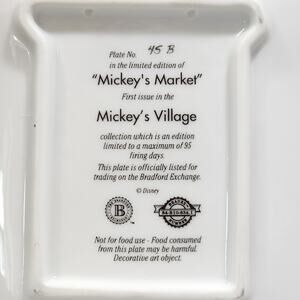 Plate No. 45 B
in the limited edition of
"Mickey's Market"
First issue in the
Mickey's Village
collection which is an edition
limited to a maximum of 95
firing days.
This plate is officially listed for
trading on the Bradford Exchange.
© Disney
B
Not for food use - Food consumed
from this plate may be harmful.
Decorative art object.